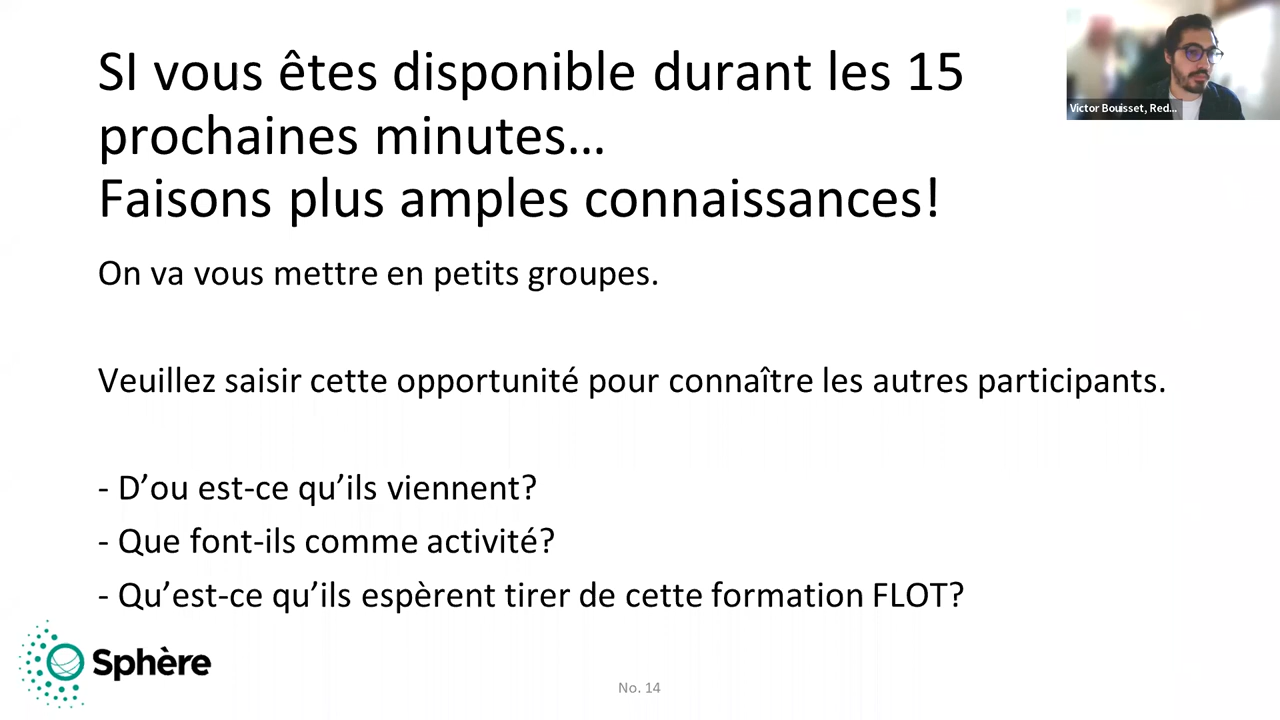 SI vous êtes disponible durant les 15
prochaines minutes…
Faisons plus amples connaissances!
Victor Bouisset, Red...
On va vous mettre en petits groupes.
Veuillez saisir cette opportunité pour connaître les autres participants.
- D’ou est-ce qu’ils viennent?
- Que font-ils comme activité?
- Qu’est-ce qu’ils espèrent tirer de cette formation FLOT?
Sphère
No. 14